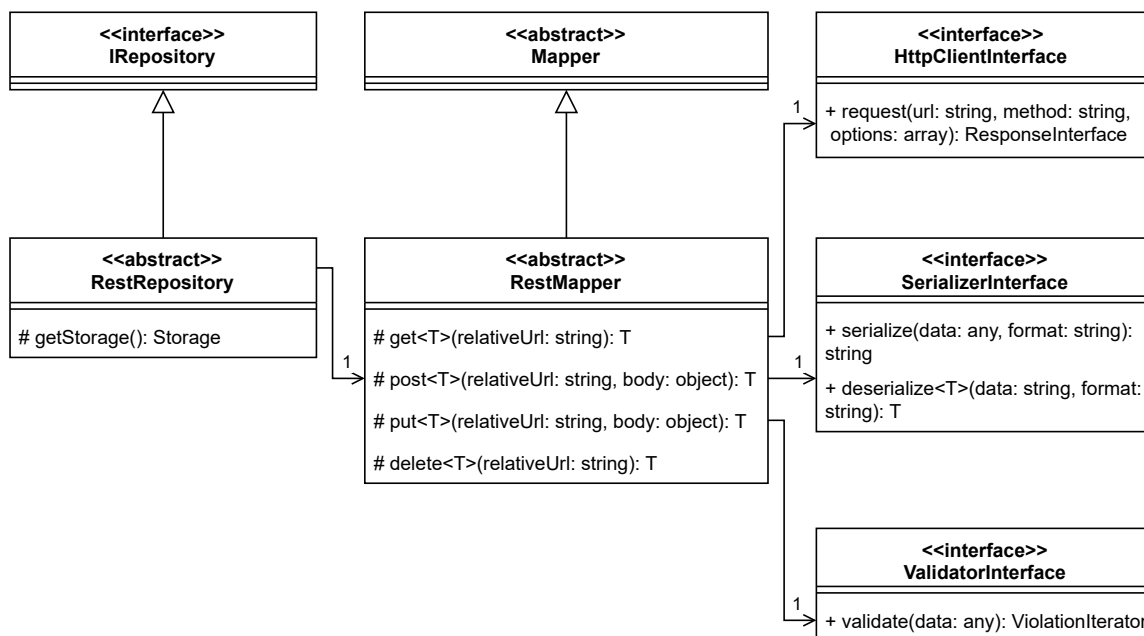 <<interface>>
IRepository
<<abstract>>
Mapper
<<interface>>
HttpClientInterface
+ request(url: string, method: string,
options: array): ResponseInterface
1
<<abstract>>
RestRepository
# getStorage(): Storage
1
<<abstract>>
RestMapper
# get<T>(relativeUrl: string): T
# post<T>(relativeUrl: string, body: object): T
# put<T>(relativeUrl: string, body: object): T
# delete<T>(relativeUrl: string): T
<<interface>>
SerializerInterface
+ serialize(data: any, format: string):
string
+ deserialize<T>(data: string, format:
string): T
1
<<interface>>
ValidatorInterface
+ validate(data: any): ViolationIterator
1